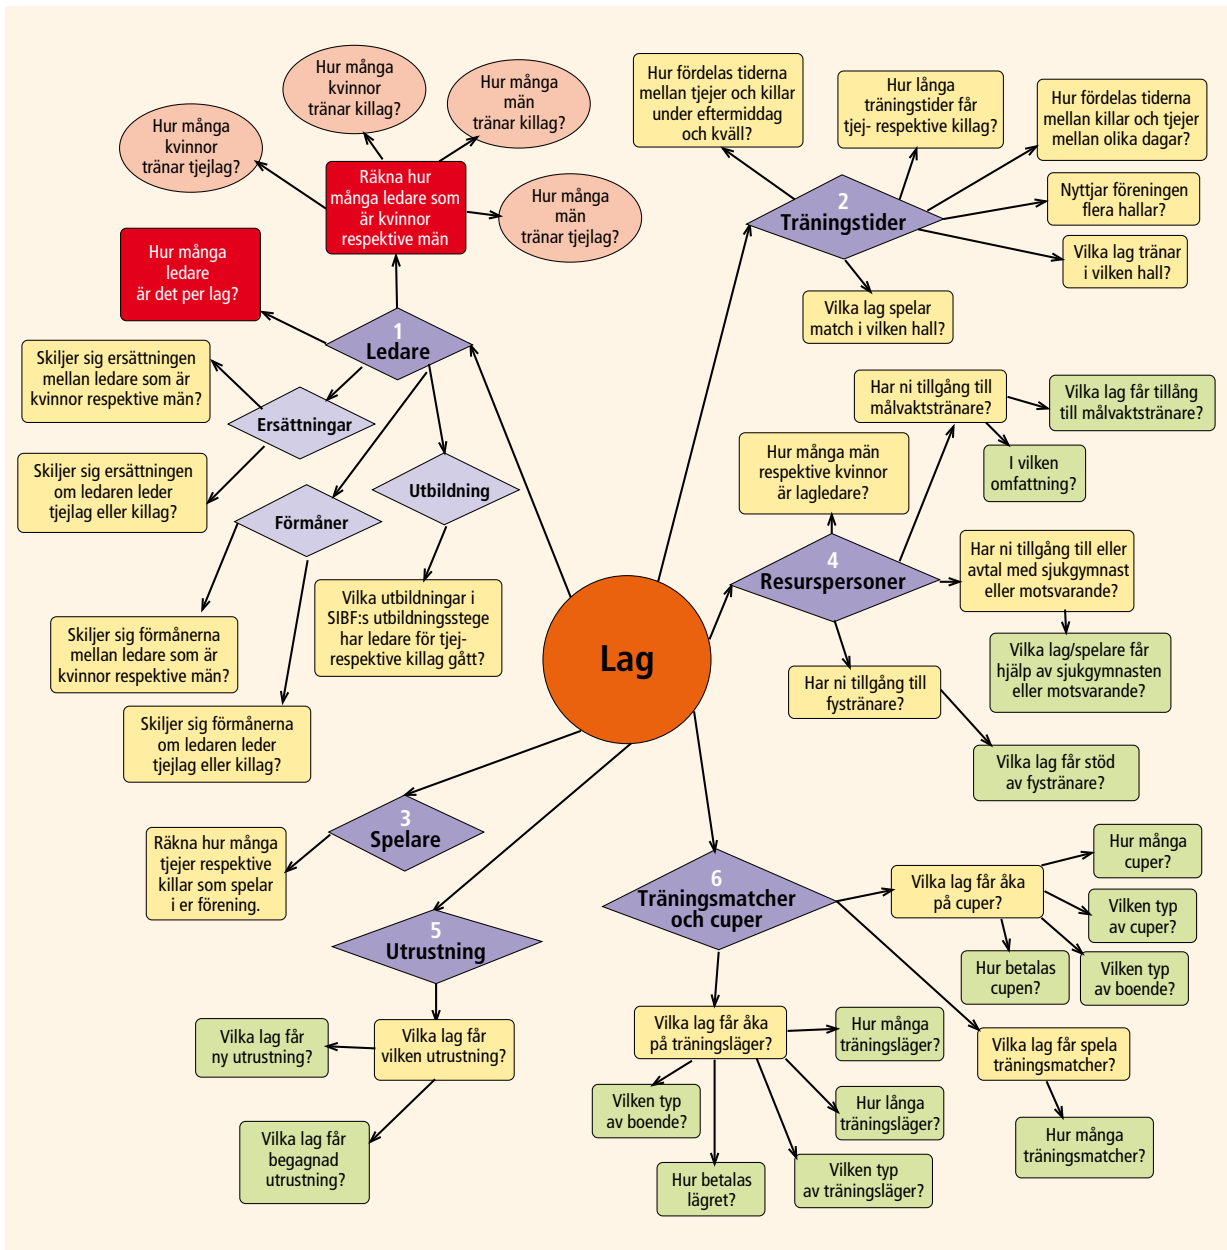 Hur många
kvinnor
tränar killag?
Hur många
män
tränar killag?
Hur många
kvinnor
tränar tjejlag?
Räkna hur
många ledare som
är kvinnor
respektive män
Hur många
män
tränar tjejlag?
Hur många
ledare
är det per lag?
1
Ledare
Skiljer sig ersättningen
mellan ledare som är
kvinnor respektive män?
Ersättningar
Skiljer sig ersättningen
om ledaren leder
tjejlag eller killag?
Förmåner
Utbildning
Skiljer sig förmånerna
mellan ledare som är
kvinnor respektive män?
Skiljer sig förmånerna
om ledaren leder
tjejlag eller killag?
Vilka utbildningar i
SIBF:s utbildningsstege
har ledare för tjej-
respektive killag gått?
Lag
Hur fördelas tiderna
mellan tjejer och killar
under eftermiddag
och kväll?
Hur långa
träningstider får
tjej- respektive killag?
Hur fördelas tiderna
mellan killar och tjejer
mellan olika dagar?
2
Träningstider
Nyttjar föreningen
flera hallar?
Vilka lag tränar
i vilken hall?
Vilka lag spelar
match i vilken hall?
Har ni tillgång till
målvaktstränare?
Vilka lag får tillång
till målvaktstränare?
I vilken
omfattning?
Hur många män
respektive kvinnor
är lagledare?
4
Resurspersoner
Har ni tillgång till eller
avtal med sjukgymnast
eller motsvarande?
Vilka lag/spelare får
hjälp av sjukgymnasten
eller motsvarande?
Har ni tillgång till
fystränare?
Vilka lag får stöd
av fystränare?
3
Spelare
Räkna hur många
tjejer respektive
killar som spelar
i er förening.
5
Utrustning
Vilka lag får
vilken utrustning?
Vilka lag får
ny utrustning?
Vilka lag får
begagnad
utrustning?
6
Träningsmatcher
och cuper
Vilka lag får åka
på cuper?
Hur många
cuper?
Vilken typ
av cuper?
Vilken typ
av boende?
Hur betalas
cupen?
Vilka lag får åka
på träningsläger?
Hur många
träningsläger?
Hur långa
träningsläger?
Vilken typ
av träningsläger?
Hur betalas
lägret?
Vilken typ
av boende?
Vilka lag får spela
träningsmatcher?
Hur många
träningsmatcher?